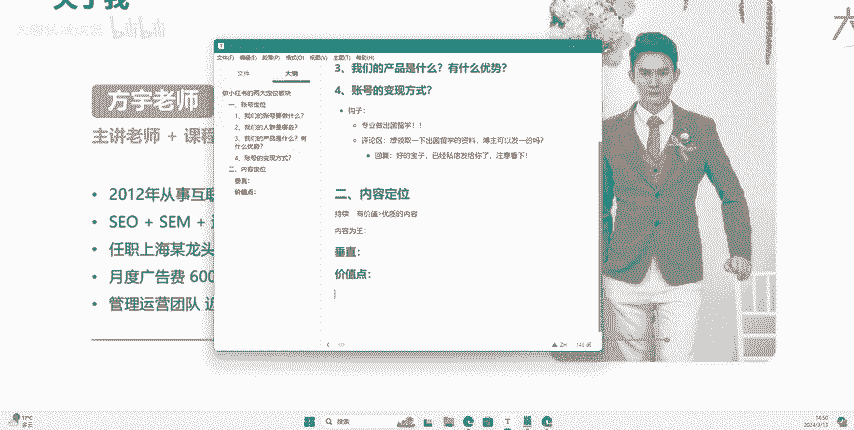 关于我
方宇老师
主讲老师 + 课程
• 2012年从事互联
• SEO + SEM +
• 任职上海某龙头
• 月度广告费 600
• 管理运营团队 近
文件(F) 编辑(E) 段落(P) 格式(O) 视图(V) 主题(T) 帮助(H)
文件 大纲
做小红书的两大定位板块
一、账号定位
1、我们的账号要做什么？
2、我们的人群是哪些？
3、我们的产品是什么？有什么优势？
4、账号的变现方式？
二、内容定位
垂直：
价值点：
3、我们的产品是什么？有什么优势？
4、账号的变现方式？
• 钩子：
专业做出国留学！！
评论区：想领取一下出国留学的资料，博主可以发一份吗？
回复：好的宝子，已经私信发给你了，注意看下！
二、内容定位
持续 有价值>优质的内容
内容为王：
垂直：
价值点：
搜索
2024/3/13